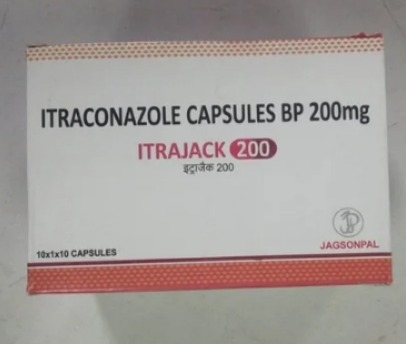 ITRACONAZOLE CAPSULES BP 200mg
ITRAJACK 200
इट्राजैक 200
JAGSONPAL
10x1x10 CAPSULES